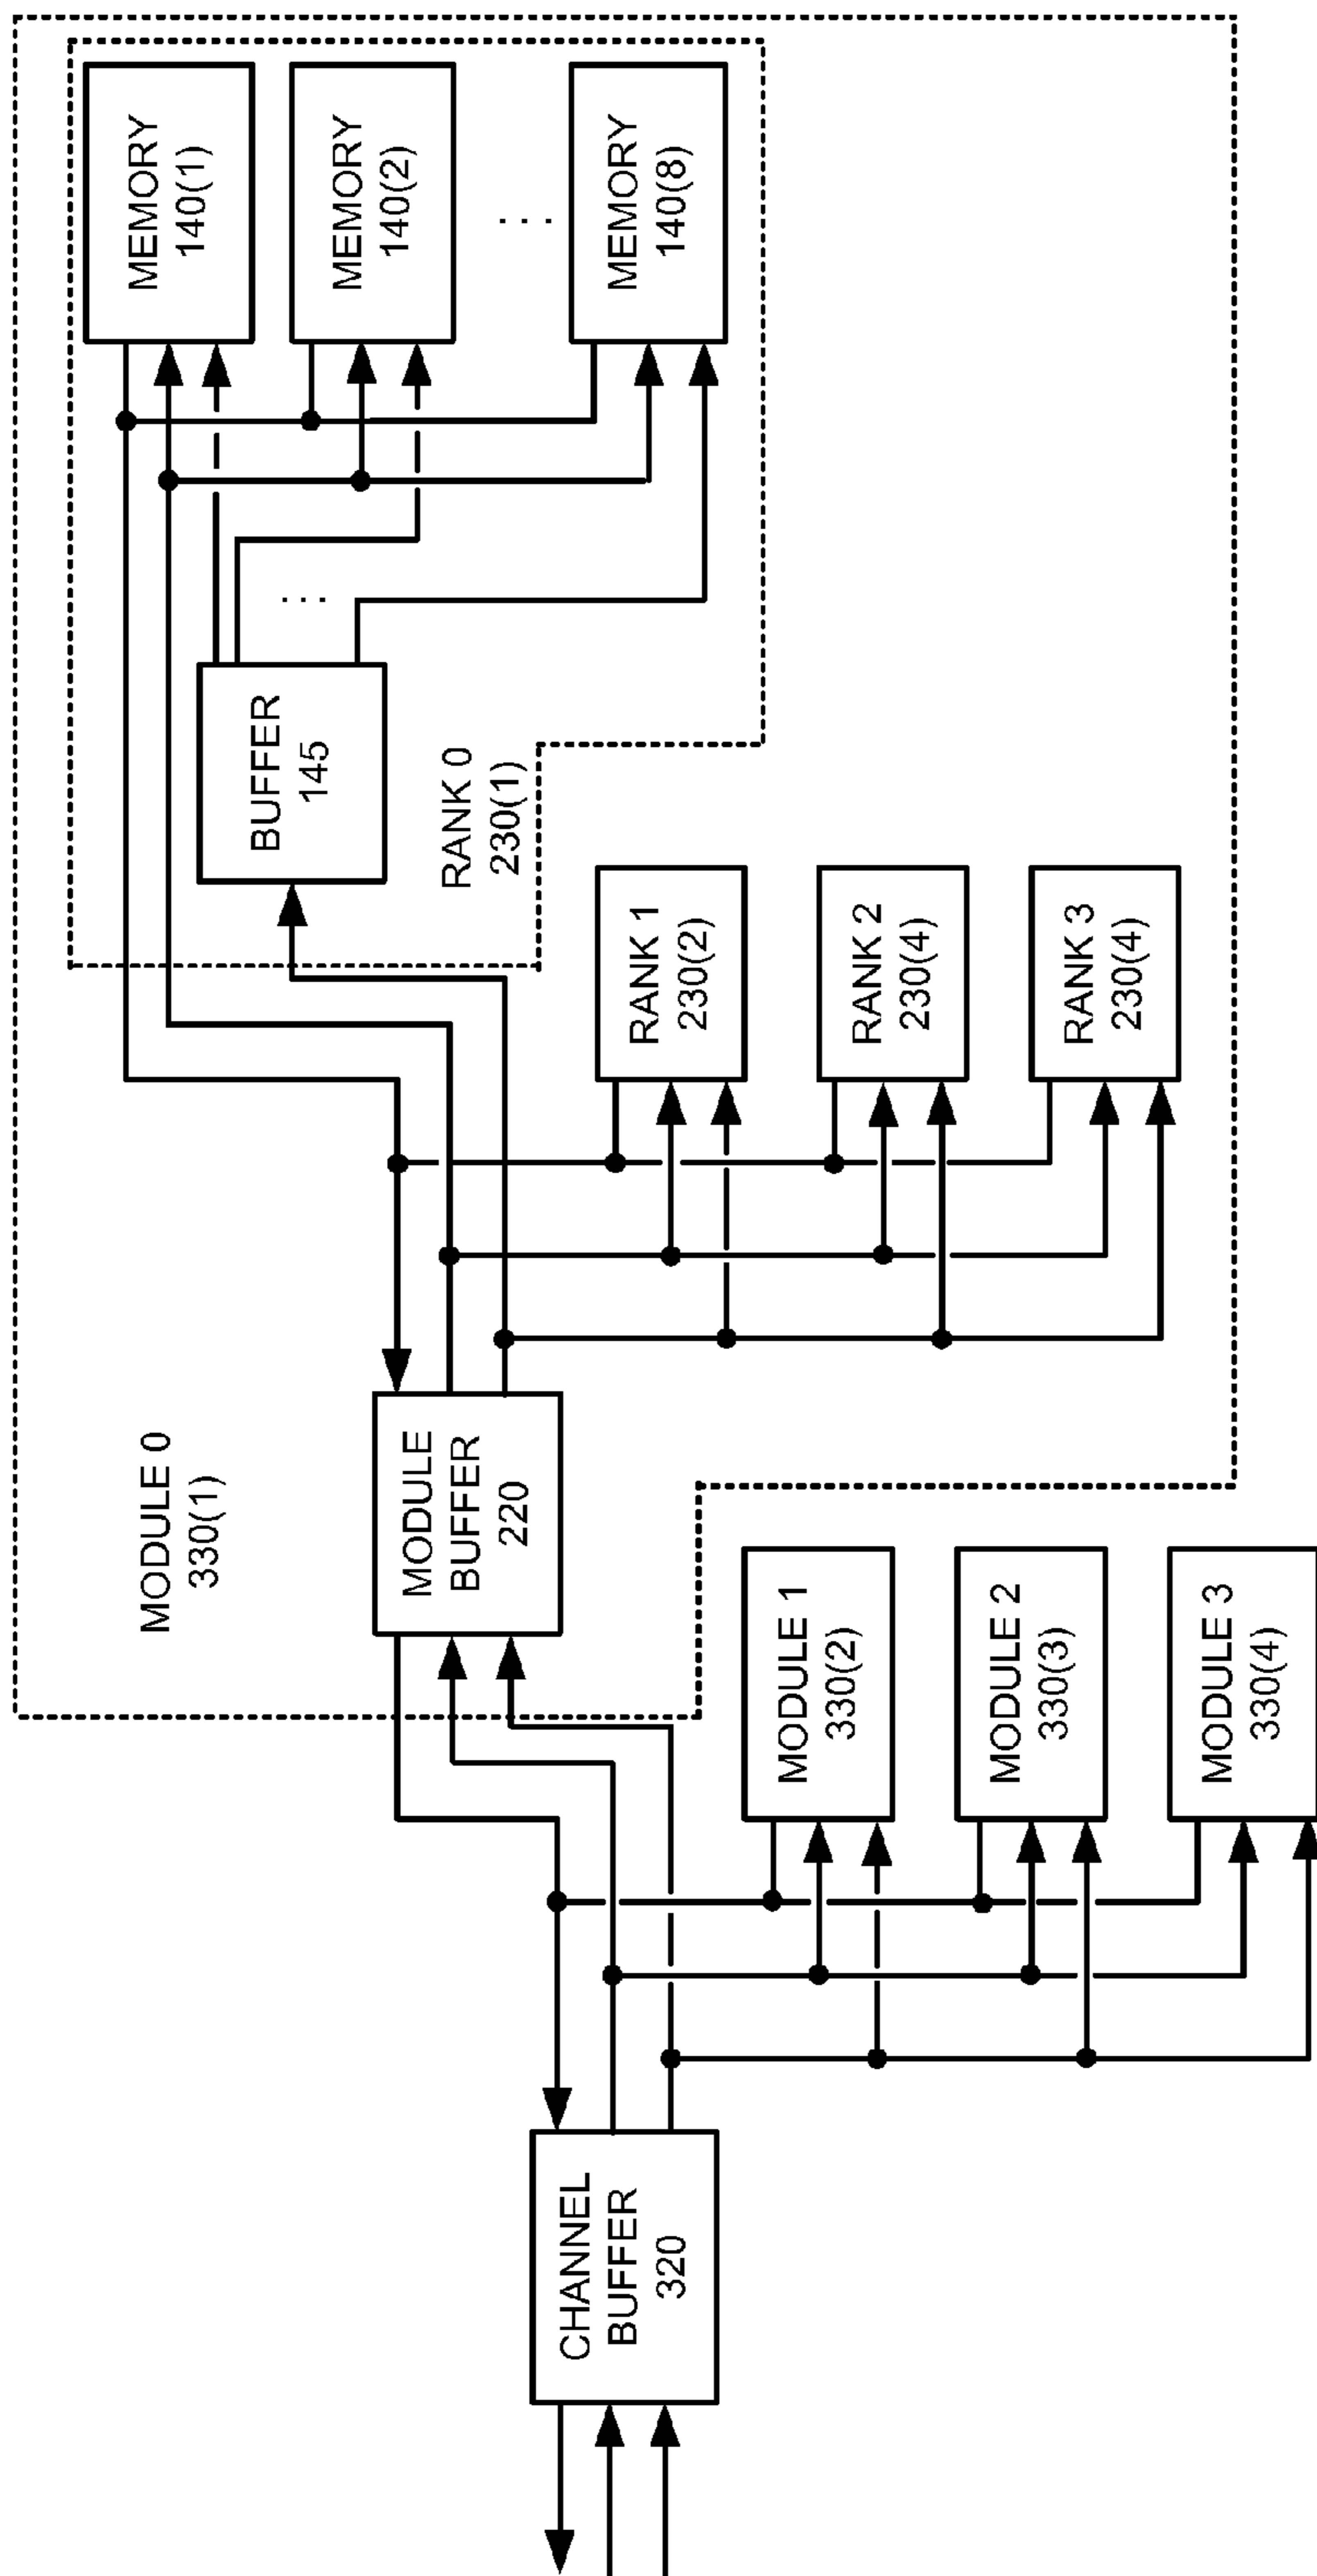 MODULE 0
330(1)
MEMORY
140(1)
MEMORY
140(2)
. . .
MEMORY
140(8)
BUFFER
145
. . .
RANK 0
230(1)
MODULE
BUFFER
220
RANK 1
230(2)
RANK 2
230(4)
RANK 3
230(4)
CHANNEL
BUFFER
320
MODULE 1
330(2)
MODULE 2
330(3)
MODULE 3
330(4)